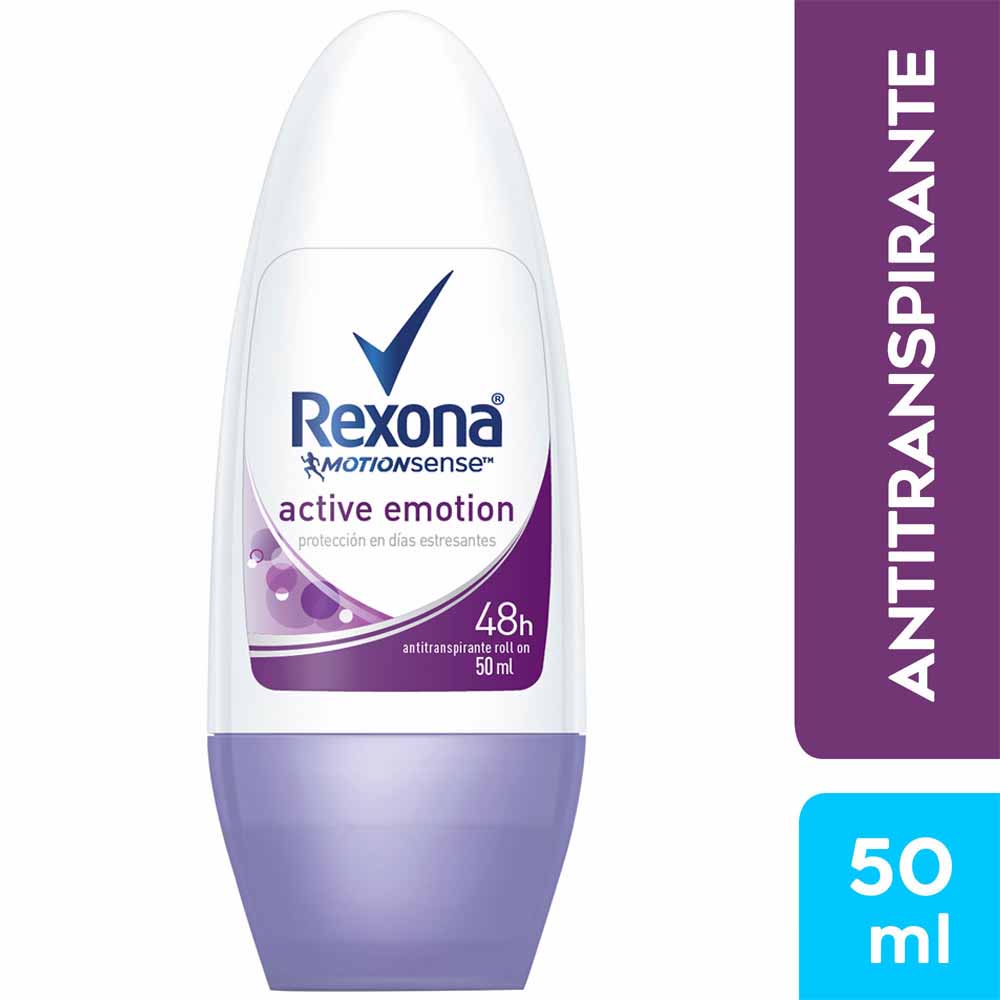 Rexona®
MOTIONsense™
active emotion
protección en días estresantes
48h
antitranspirante roll on
50 ml
ANTITRANSPIRANTE
50
ml